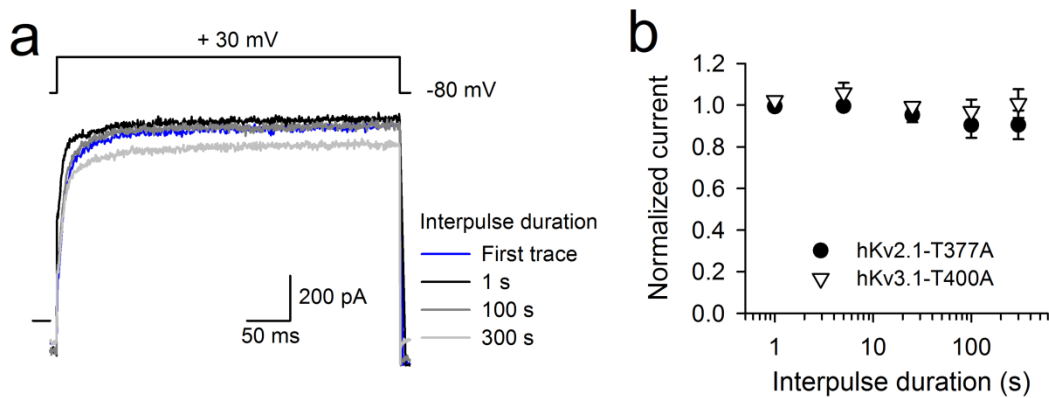 a
+ 30 mV
-80 mV
Interpulse duration
First trace
1 s
100 s
300 s
200 pA
50 ms
b
Normalized current
1.2
1.0
0.8
0.6
0.4
0.2
0.0
hKv2.1-T377A
hKv3.1-T400A
1
10
100
Interpulse duration (s)